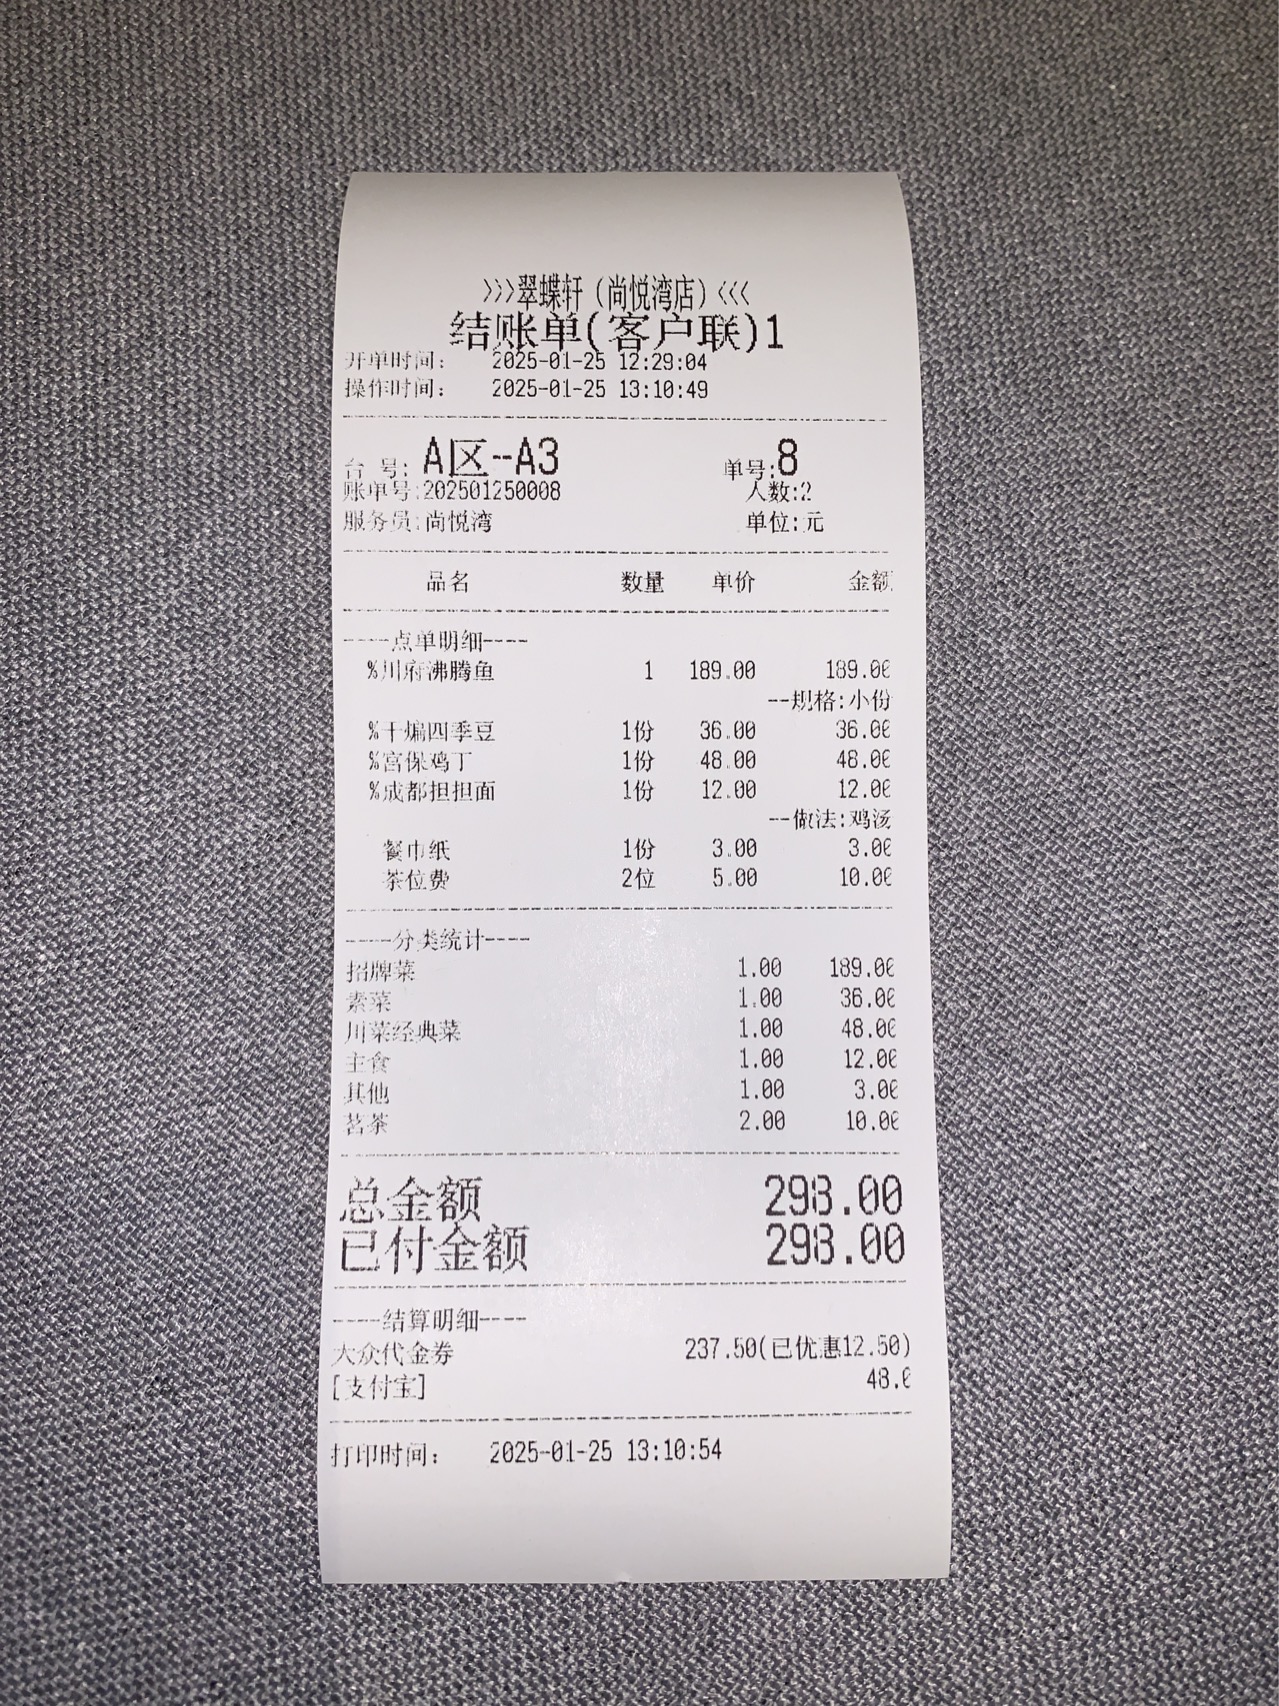 >>>翠蝶轩（尚悦湾店）<<<
结账单(客户联)1
开单时间： 2025-01-25 12:29:04
操作时间： 2025-01-25 13:10:49
台 号: A区--A3 单号:8
账单号:202501250008 人数:2
服务员:尚悦湾 单位:元
品名 数量 单价 金额
----点单明细----
%川府沸腾鱼 1 189.00 189.00
--规格:小份
%干煸四季豆 1份 36.00 36.00
%宫保鸡丁 1份 48.00 48.00
%成都担担面 1份 12.00 12.00
--做法:鸡汤
餐巾纸 1份 3.00 3.00
茶位费 2位 5.00 10.00
----分类统计----
招牌菜 1.00 189.00
素菜 1.00 36.00
川菜经典菜 1.00 48.00
主食 1.00 12.00
其他 1.00 3.00
茗茶 2.00 10.00
总金额 298.00
已付金额 298.00
----结算明细----
大众代金券 237.50(已优惠12.50)
[支付宝] 48.0
打印时间： 2025-01-25 13:10:54